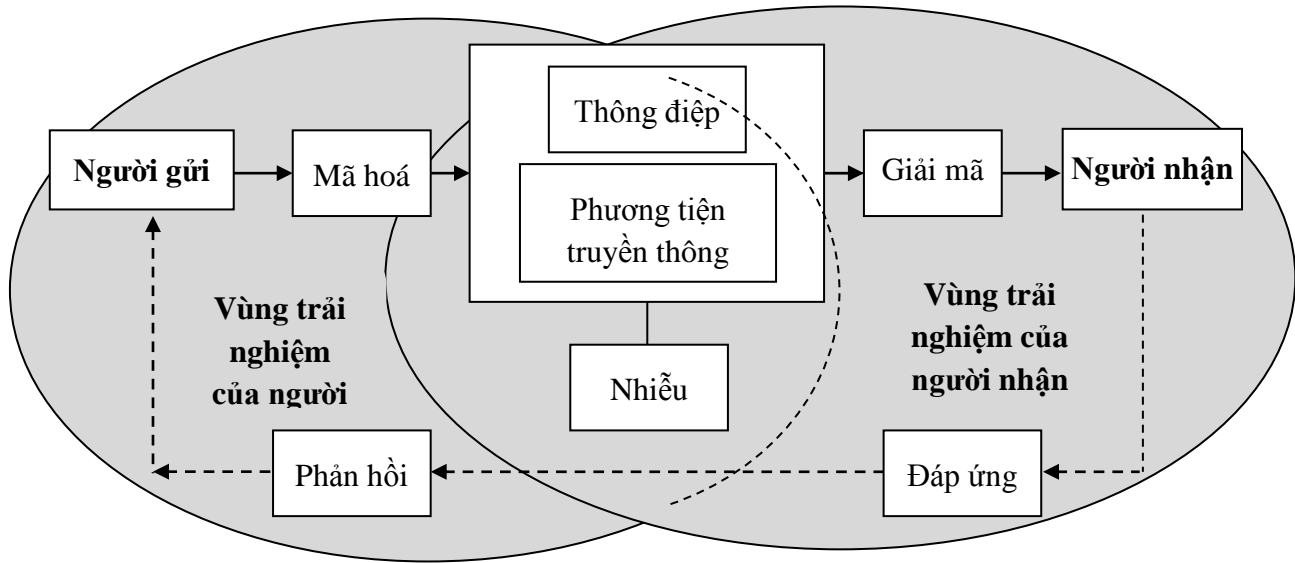 Thông điệp
Người gửi
Mã hoá
Giải mã
Người nhận
Phương tiện
truyền thông
Vùng trải
nghiệm
của người
Vùng trải
nghiệm của
người nhận
Nhiễu
Phản hồi
Đáp ứng